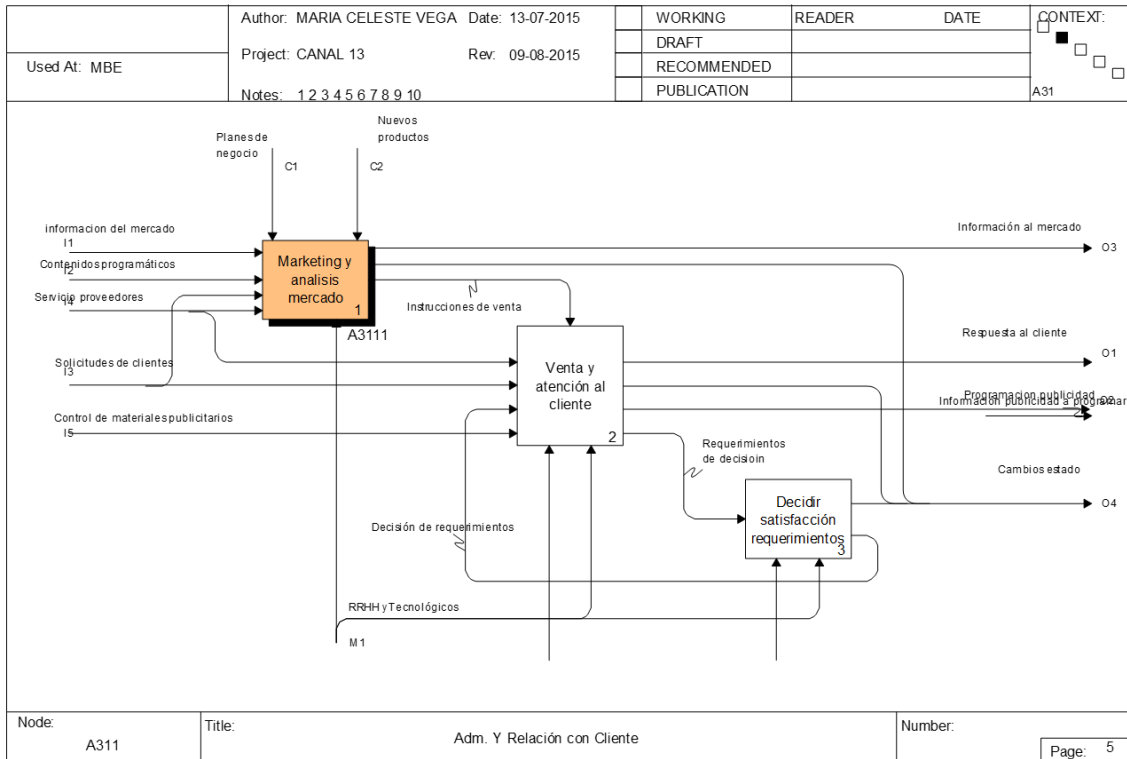 Used At: MBE
Author: MARIA CELESTE VEGA Date: 13-07-2015
Project: CANAL 13 Rev: 09-08-2015
Notes: 1 2 3 4 5 6 7 8 9 10
WORKING
DRAFT
RECOMMENDED
PUBLICATION
READER DATE
CONTEXT:
A31
Planes de
negocio
C1
Nuevos
productos
C2
informacion del mercado
I1
Contenidos programáticos
I2
Servicio proveedores
I4
Solicitudes de clientes
I3
Control de materiales publicitarios
I5
Marketing y
analisis
mercado
1
A3111
Instrucciones de venta
Venta y
atención al
cliente
2
Requerimientos
de decisioin
Decidir
satisfacción
requerimientos
3
Decisión de requerimientos
RRHH y Tecnológicos
M1
Información al mercado
O3
Respuesta al cliente
O1
Programacion publicidad
O2
Información publicidad a programar
Cambios estado
O4
Node:
A311
Title:
Adm. Y Relación con Cliente
Number:
Page: 5